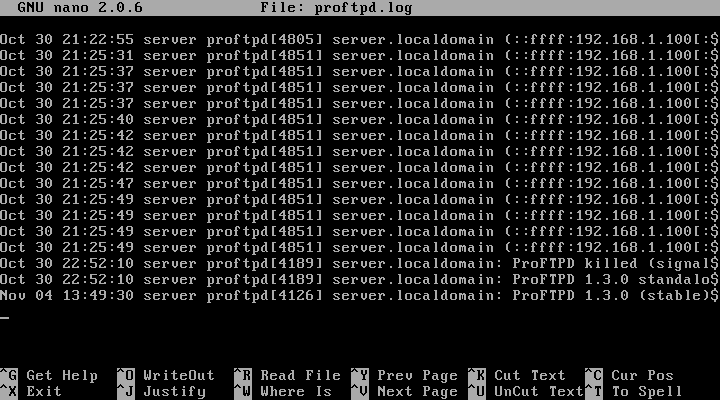 GNU nano 2.0.6 File: proftpd.log
Oct 30 21:22:55 server proftpd[4805] server.localdomain (::ffff:192.168.1.100[:$
Oct 30 21:25:31 server proftpd[4851] server.localdomain (::ffff:192.168.1.100[:$
Oct 30 21:25:37 server proftpd[4851] server.localdomain (::ffff:192.168.1.100[:$
Oct 30 21:25:37 server proftpd[4851] server.localdomain (::ffff:192.168.1.100[:$
Oct 30 21:25:37 server proftpd[4851] server.localdomain (::ffff:192.168.1.100[:$
Oct 30 21:25:40 server proftpd[4851] server.localdomain (::ffff:192.168.1.100[:$
Oct 30 21:25:42 server proftpd[4851] server.localdomain (::ffff:192.168.1.100[:$
Oct 30 21:25:42 server proftpd[4851] server.localdomain (::ffff:192.168.1.100[:$
Oct 30 21:25:42 server proftpd[4851] server.localdomain (::ffff:192.168.1.100[:$
Oct 30 21:25:47 server proftpd[4851] server.localdomain (::ffff:192.168.1.100[:$
Oct 30 21:25:49 server proftpd[4851] server.localdomain (::ffff:192.168.1.100[:$
Oct 30 21:25:49 server proftpd[4851] server.localdomain (::ffff:192.168.1.100[:$
Oct 30 21:25:49 server proftpd[4851] server.localdomain (::ffff:192.168.1.100[:$
Oct 30 21:25:49 server proftpd[4851] server.localdomain (::ffff:192.168.1.100[:$
Oct 30 22:52:10 server proftpd[4189] server.localdomain: ProFTPD killed (signal$
Oct 30 22:52:10 server proftpd[4189] server.localdomain: ProFTPD 1.3.0 standalo$
Nov 04 13:49:30 server proftpd[4126] server.localdomain: ProFTPD 1.3.0 (stable)$
^G Get Help ^O WriteOut ^R Read File ^Y Prev Page ^K Cut Text ^C Cur Pos
^X Exit ^J Justify ^W Where Is ^V Next Page ^U UnCut Text ^T To Spell